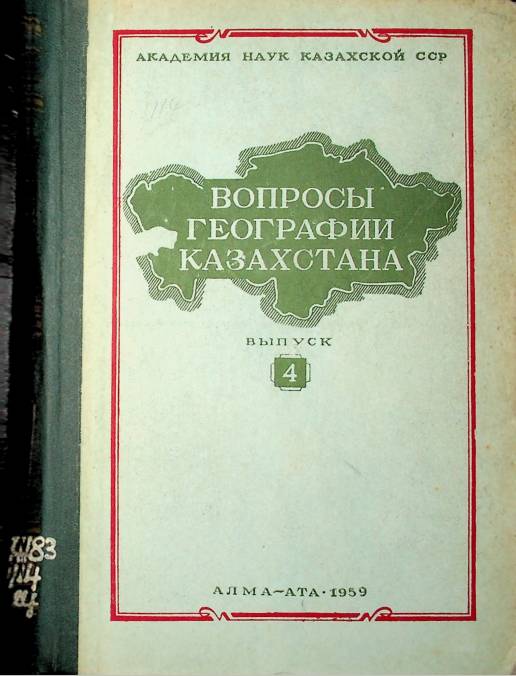 АКАДЕМИЯ НАУК КАЗАХСКОЙ ССР
ВОПРОСЫ
ГЕОГРАФИИ
КАЗАХСТАНА
ВЫПУСК
4
АЛМА-АТА·1959